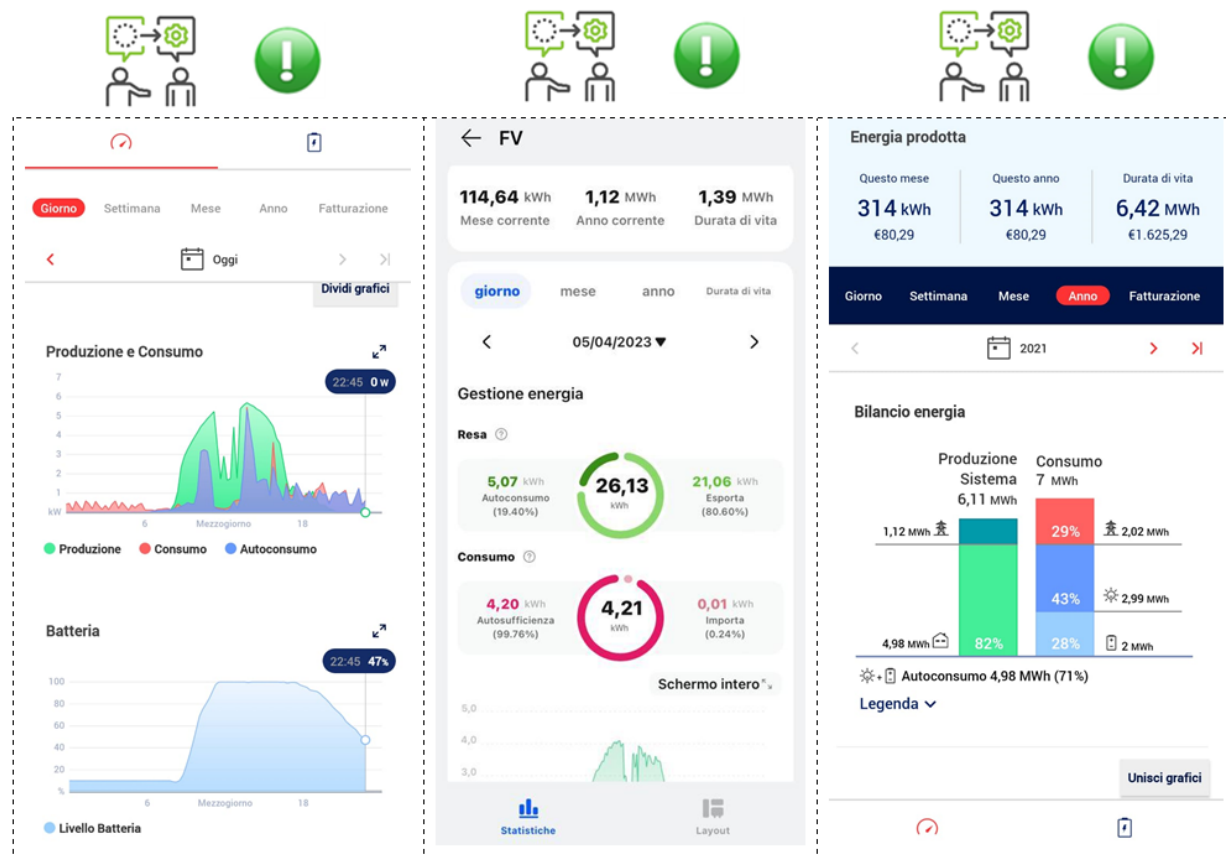 Giorno Settimana Mese Anno Fatturazione
Oggi
Dividi grafici
Produzione e Consumo
22:45 0 W
7
6
5
4
3
2
1
kW
6 Mezzogiorno 18
Produzione Consumo Autoconsumo
Batteria
22:45 47%
100
80
60
40
20
%
6 Mezzogiorno 18
Livello Batteria
FV
114,64 kWh 1,12 MWh 1,39 MWh
Mese corrente Anno corrente Durata di vita
giorno mese anno Durata di vita
05/04/2023
Gestione energia
Resa ?
5,07 kWh
Autoconsumo
(19.40%)
26,13
kWh
21,06 kWh
Esporta
(80.60%)
Consumo ?
4,20 kWh
Autosufficienza
(99.76%)
4,21
kWh
0,01 kWh
Importa
(0.24%)
Schermo intero
5,0
4,0
3,0
Statistiche Layout
Energia prodotta
Questo mese Questo anno Durata di vita
314 kWh 314 kWh 6,42 MWh
€80,29 €80,29 €1.625,29
Giorno Settimana Mese Anno Fatturazione
2021
Bilancio energia
Produzione
Sistema
6,11 MWh
Consumo
7 MWh
1,12 MWh 29% 2,02 MWh
43% 2,99 MWh
4,98 MWh 82% 28% 2 MWh
+ Autoconsumo 4,98 MWh (71%)
Legenda
Unisci grafici